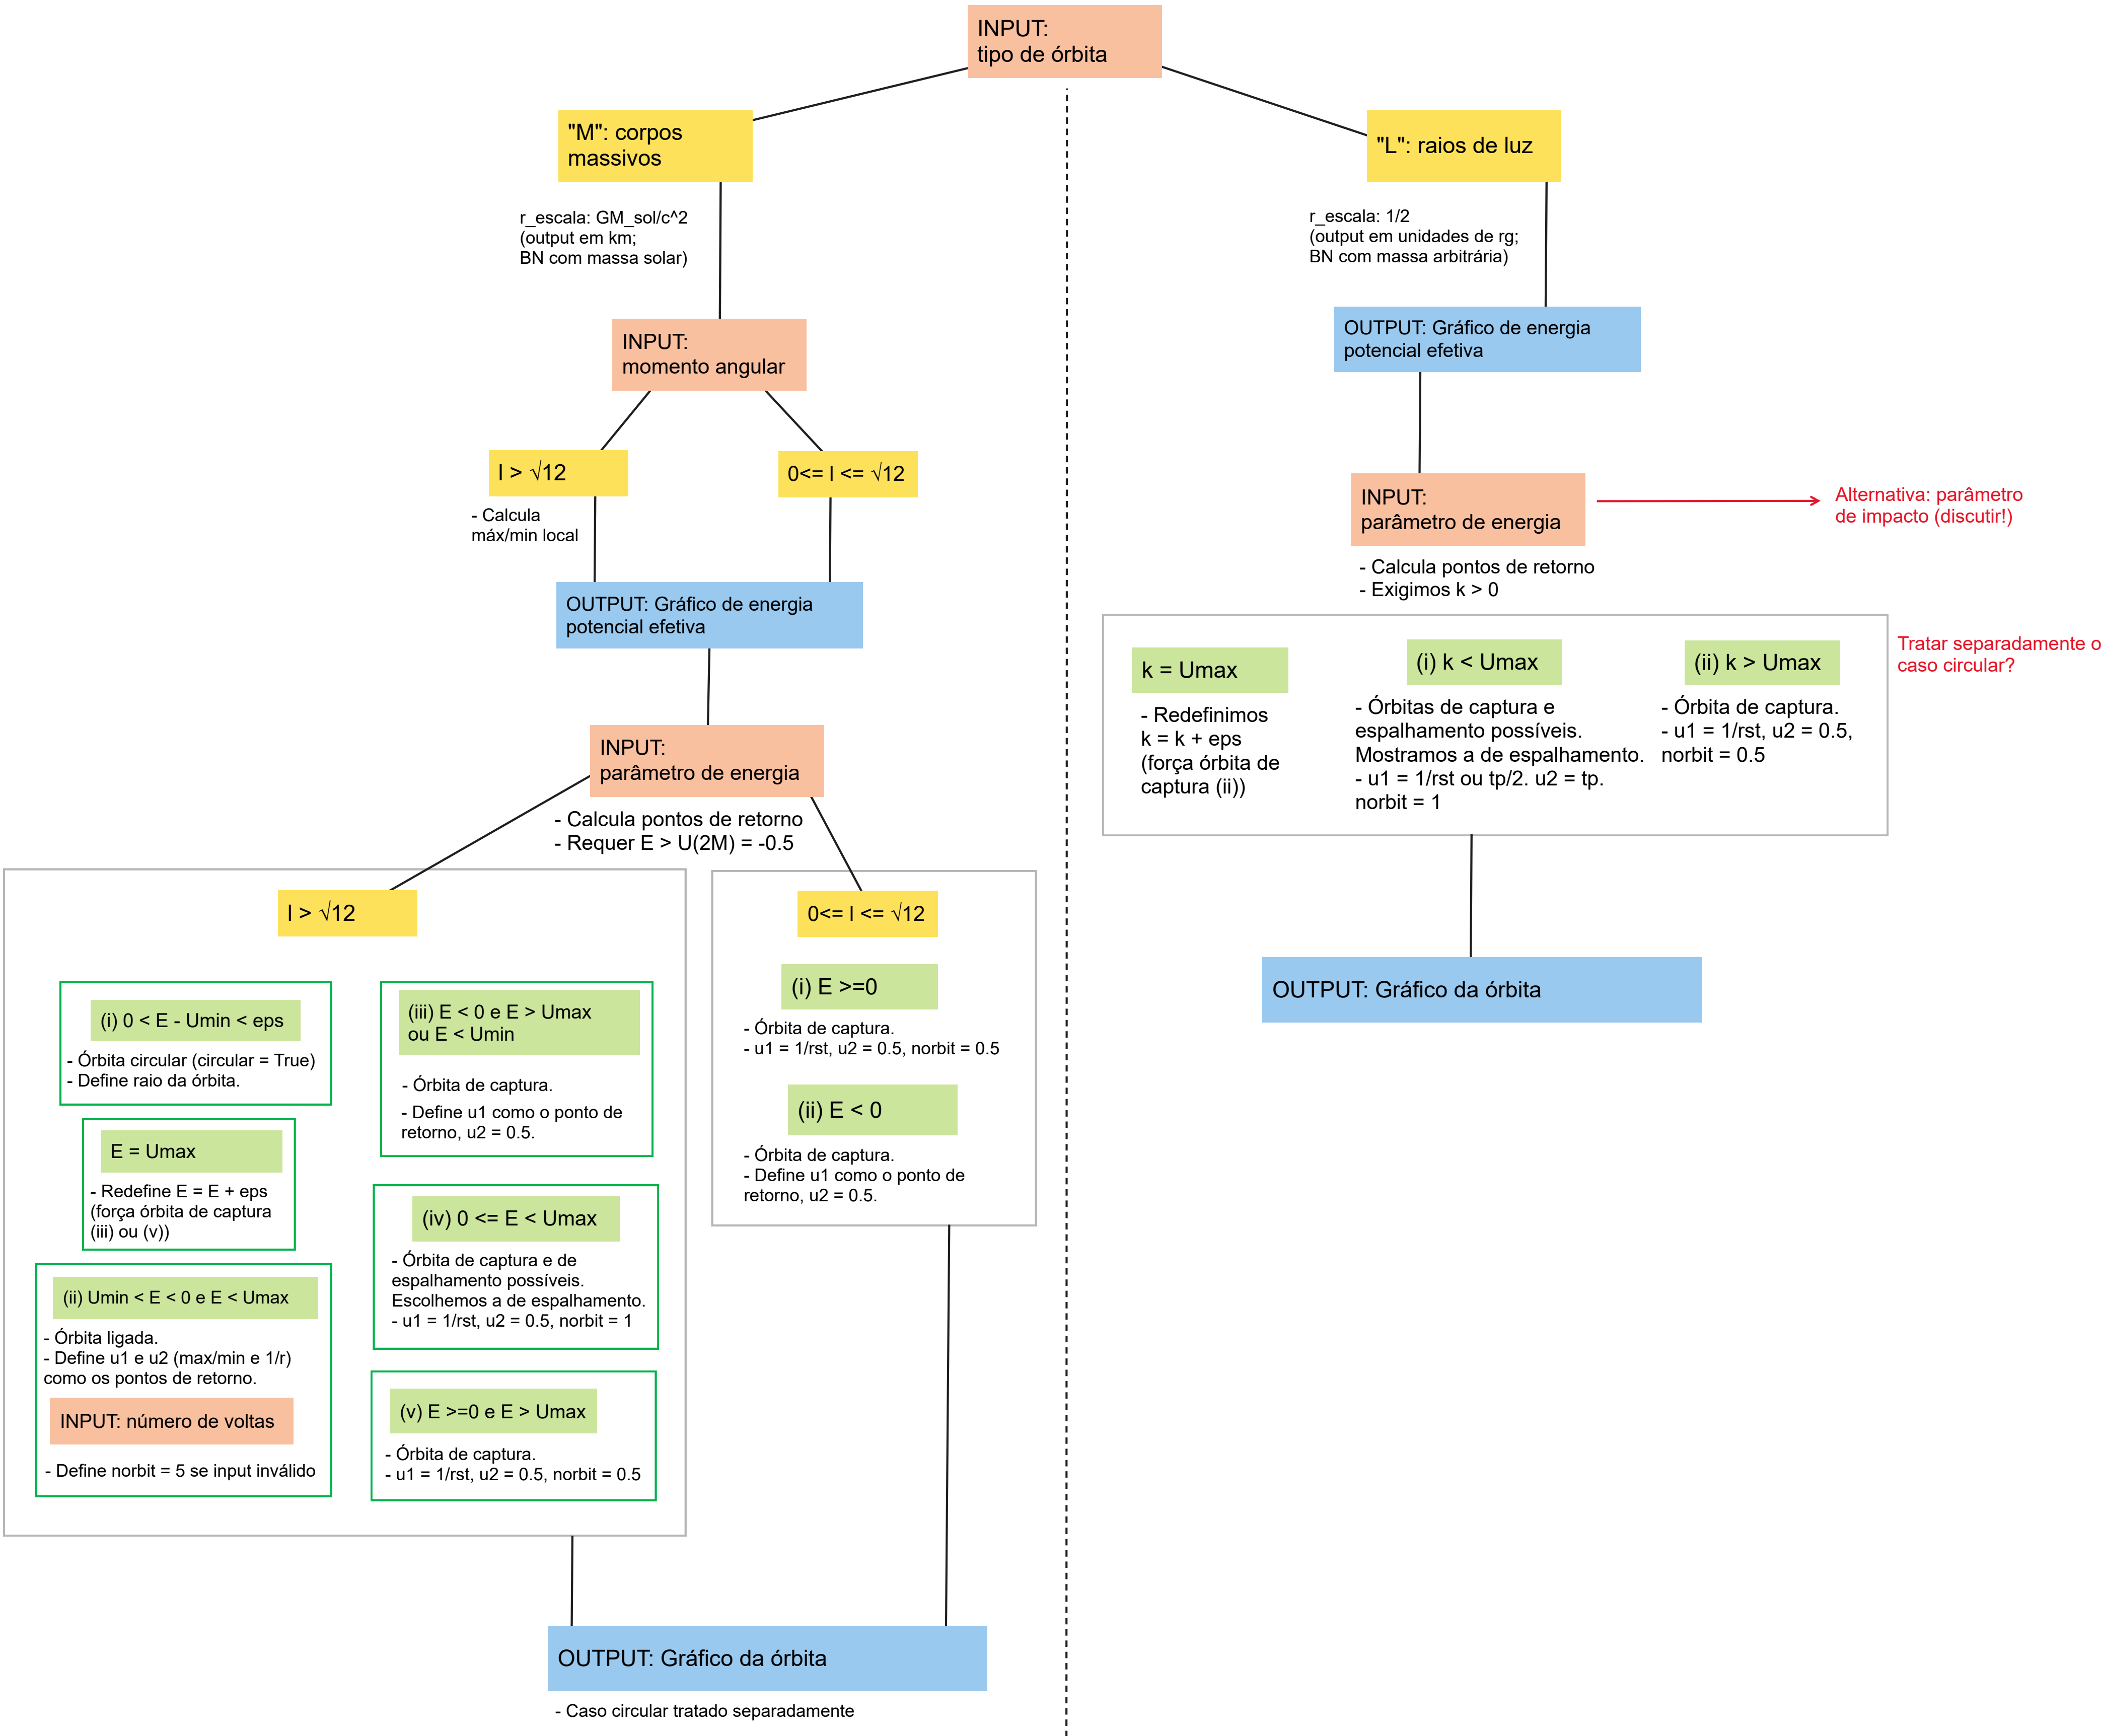 INPUT:
tipo de órbita
"M": corpos
massivos
r_escala: GM_sol/c^2
(output em km;
BN com massa solar)
INPUT:
momento angular
l > √12
- Calcula
máx/min local
0<= l <= √12
OUTPUT: Gráfico de energia
potencial efetiva
INPUT:
parâmetro de energia
- Calcula pontos de retorno
- Requer E > U(2M) = -0.5
l > √12
(i) 0 < E - Umin < eps
- Órbita circular (circular = True)
- Define raio da órbita.
E = Umax
- Redefine E = E + eps
(força órbita de captura
(iii) ou (v))
(ii) Umin < E < 0 e E < Umax
- Órbita ligada.
- Define u1 e u2 (max/min e 1/r)
como os pontos de retorno.
INPUT: número de voltas
- Define norbit = 5 se input inválido
(iii) E < 0 e E > Umax
ou E < Umin
- Órbita de captura.
- Define u1 como o ponto de
retorno, u2 = 0.5.
(iv) 0 <= E < Umax
- Órbita de captura e de
espalhamento possíveis.
Escolhemos a de espalhamento.
- u1 = 1/rst, u2 = 0.5, norbit = 1
(v) E >=0 e E > Umax
- Órbita de captura.
- u1 = 1/rst, u2 = 0.5, norbit = 0.5
0<= l <= √12
(i) E >=0
- Órbita de captura.
- u1 = 1/rst, u2 = 0.5, norbit = 0.5
(ii) E < 0
- Órbita de captura.
- Define u1 como o ponto de
retorno, u2 = 0.5.
OUTPUT: Gráfico da órbita
- Caso circular tratado separadamente
"L": raios de luz
r_escala: 1/2
(output em unidades de rg;
BN com massa arbitrária)
OUTPUT: Gráfico de energia
potencial efetiva
INPUT:
parâmetro de energia
Alternativa: parâmetro
de impacto (discutir!)
- Calcula pontos de retorno
- Exigimos k > 0
k = Umax
- Redefinimos
k = k + eps
(força órbita de
captura (ii))
(i) k < Umax
- Órbitas de captura e
espalhamento possíveis.
Mostramos a de espalhamento.
- u1 = 1/rst ou tp/2. u2 = tp.
norbit = 1
(ii) k > Umax
- Órbita de captura.
- u1 = 1/rst, u2 = 0.5,
norbit = 0.5
Tratar separadamente o
caso circular?
OUTPUT: Gráfico da órbita